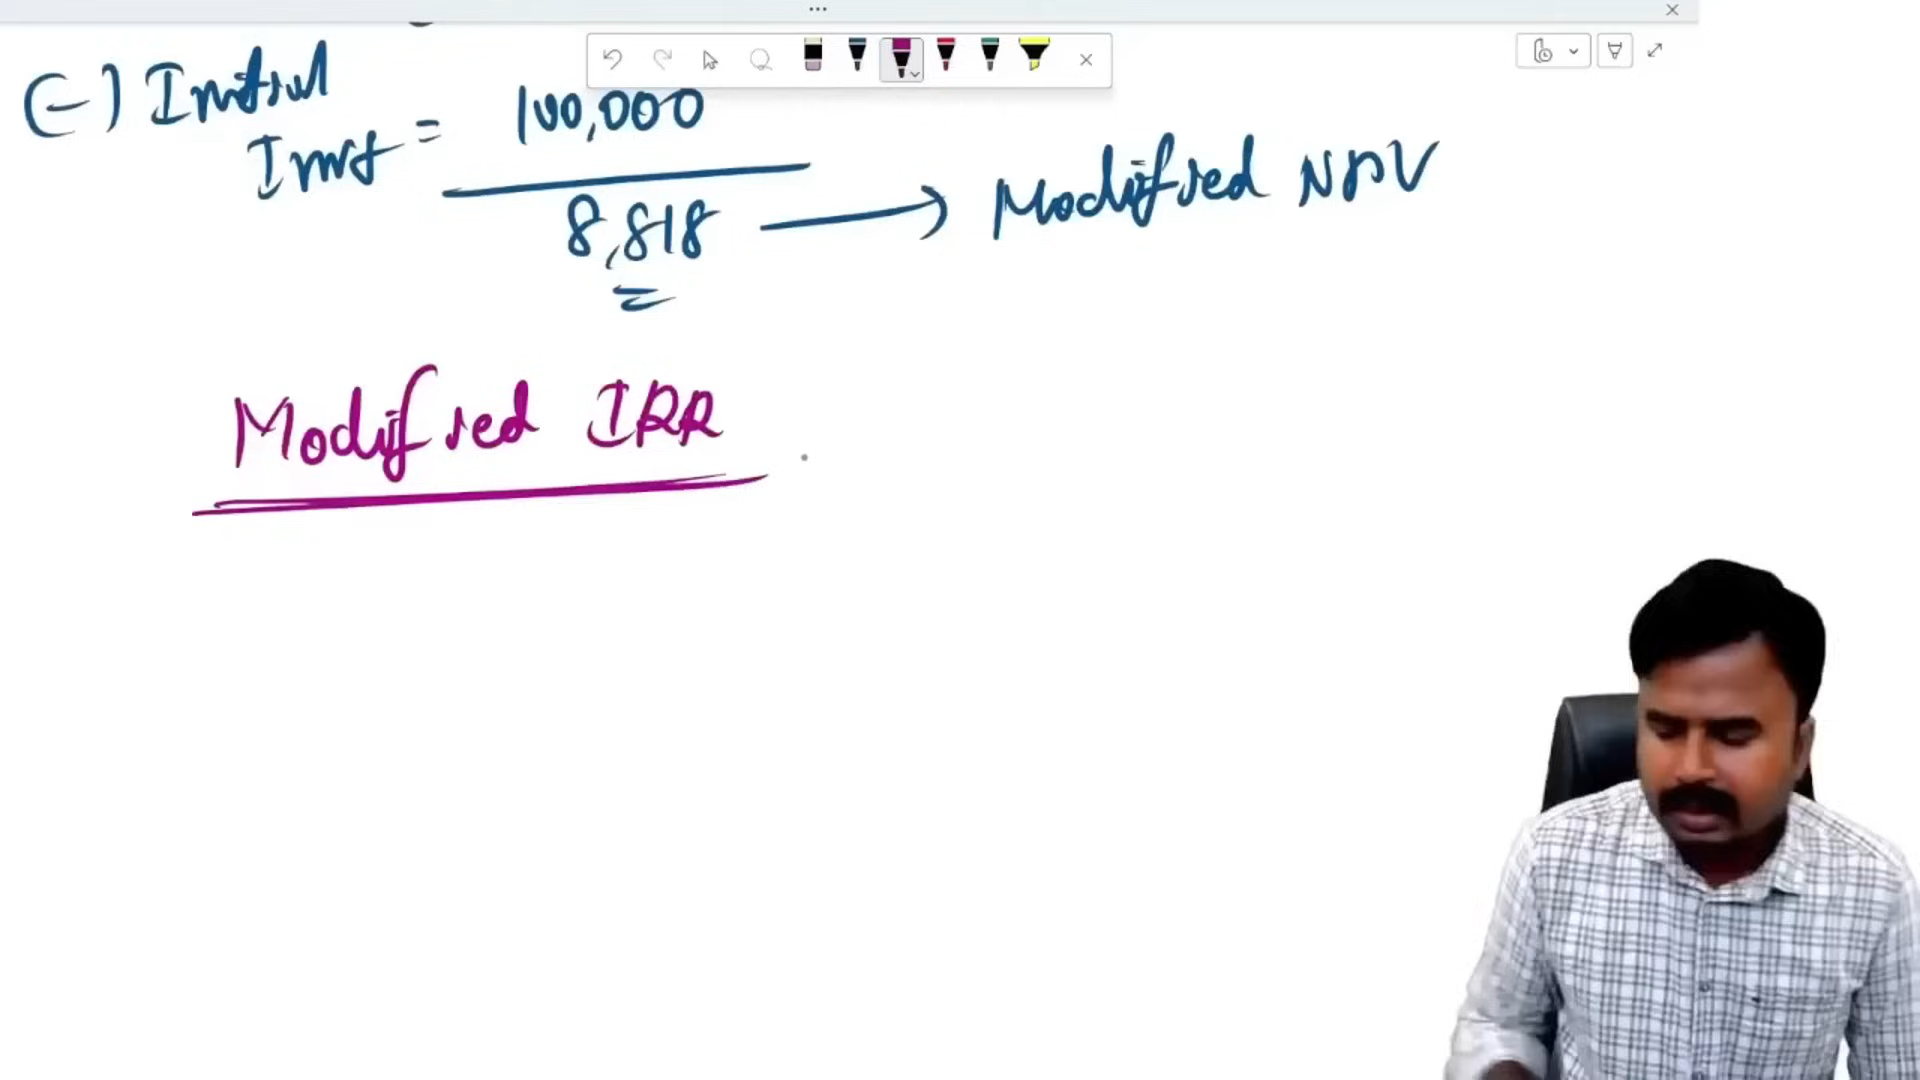 (-) Initial
Invt = 100,000
8,818 → Modified NPV
Modified IRR